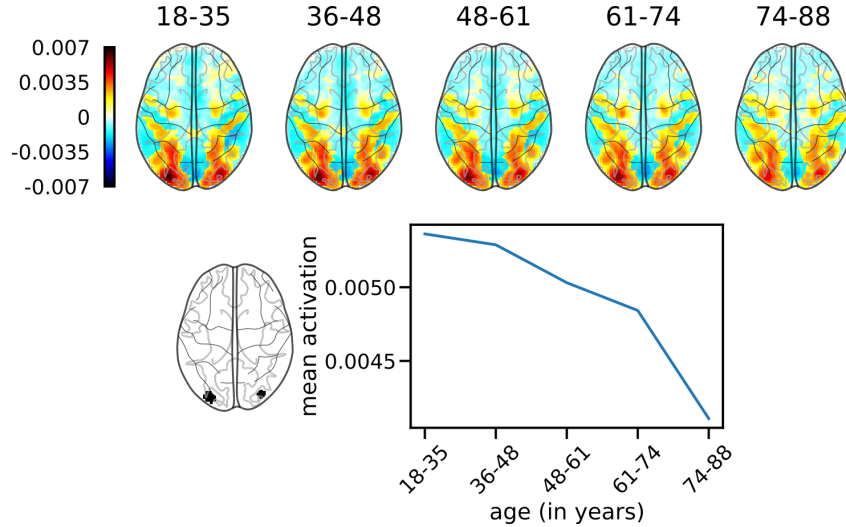 18-35 36-48 48-61 61-74 74-88
0.007
0.0035
0
-0.0035
-0.007
mean activation
0.0050
0.0045
18-35 36-48 48-61 61-74 74-88
age (in years)